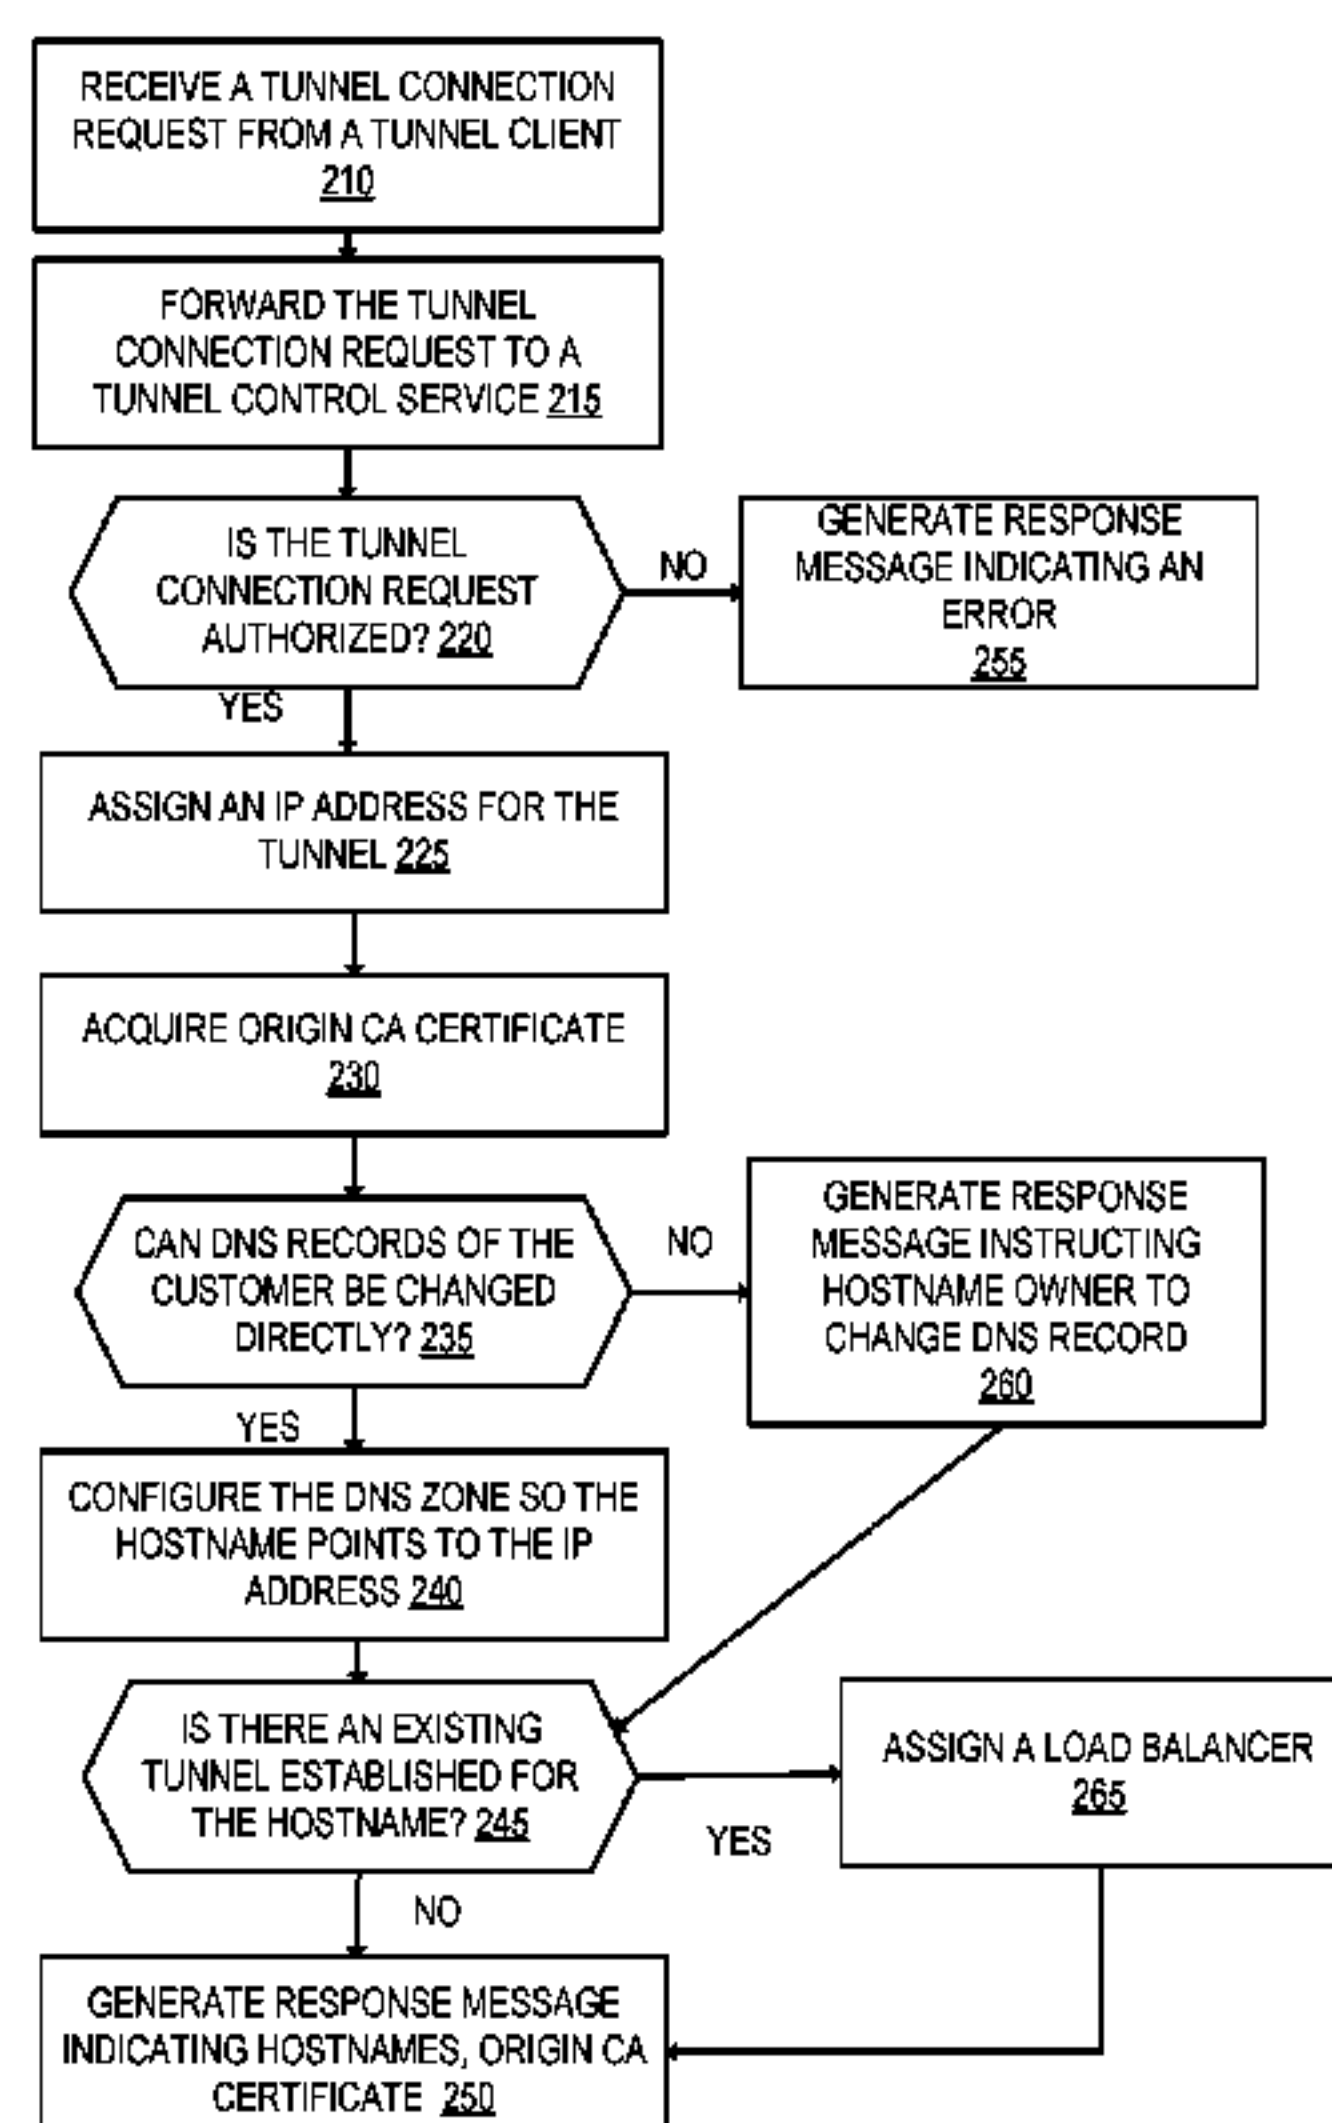 RECEIVE A TUNNEL CONNECTION
REQUEST FROM A TUNNEL CLIENT
210
FORWARD THE TUNNEL
CONNECTION REQUEST TO A
TUNNEL CONTROL SERVICE 215
IS THE TUNNEL
CONNECTION REQUEST
AUTHORIZED? 220
NO
GENERATE RESPONSE
MESSAGE INDICATING AN
ERROR
255
YES
ASSIGN AN IP ADDRESS FOR THE
TUNNEL 225
ACQUIRE ORIGIN CA CERTIFICATE
230
CAN DNS RECORDS OF THE
CUSTOMER BE CHANGED
DIRECTLY? 235
NO
GENERATE RESPONSE
MESSAGE INSTRUCTING
HOSTNAME OWNER TO
CHANGE DNS RECORD
260
YES
CONFIGURE THE DNS ZONE SO THE
HOSTNAME POINTS TO THE IP
ADDRESS 240
IS THERE AN EXISTING
TUNNEL ESTABLISHED FOR
THE HOSTNAME? 245
YES
ASSIGN A LOAD BALANCER
265
NO
GENERATE RESPONSE MESSAGE
INDICATING HOSTNAMES, ORIGIN CA
CERTIFICATE 250